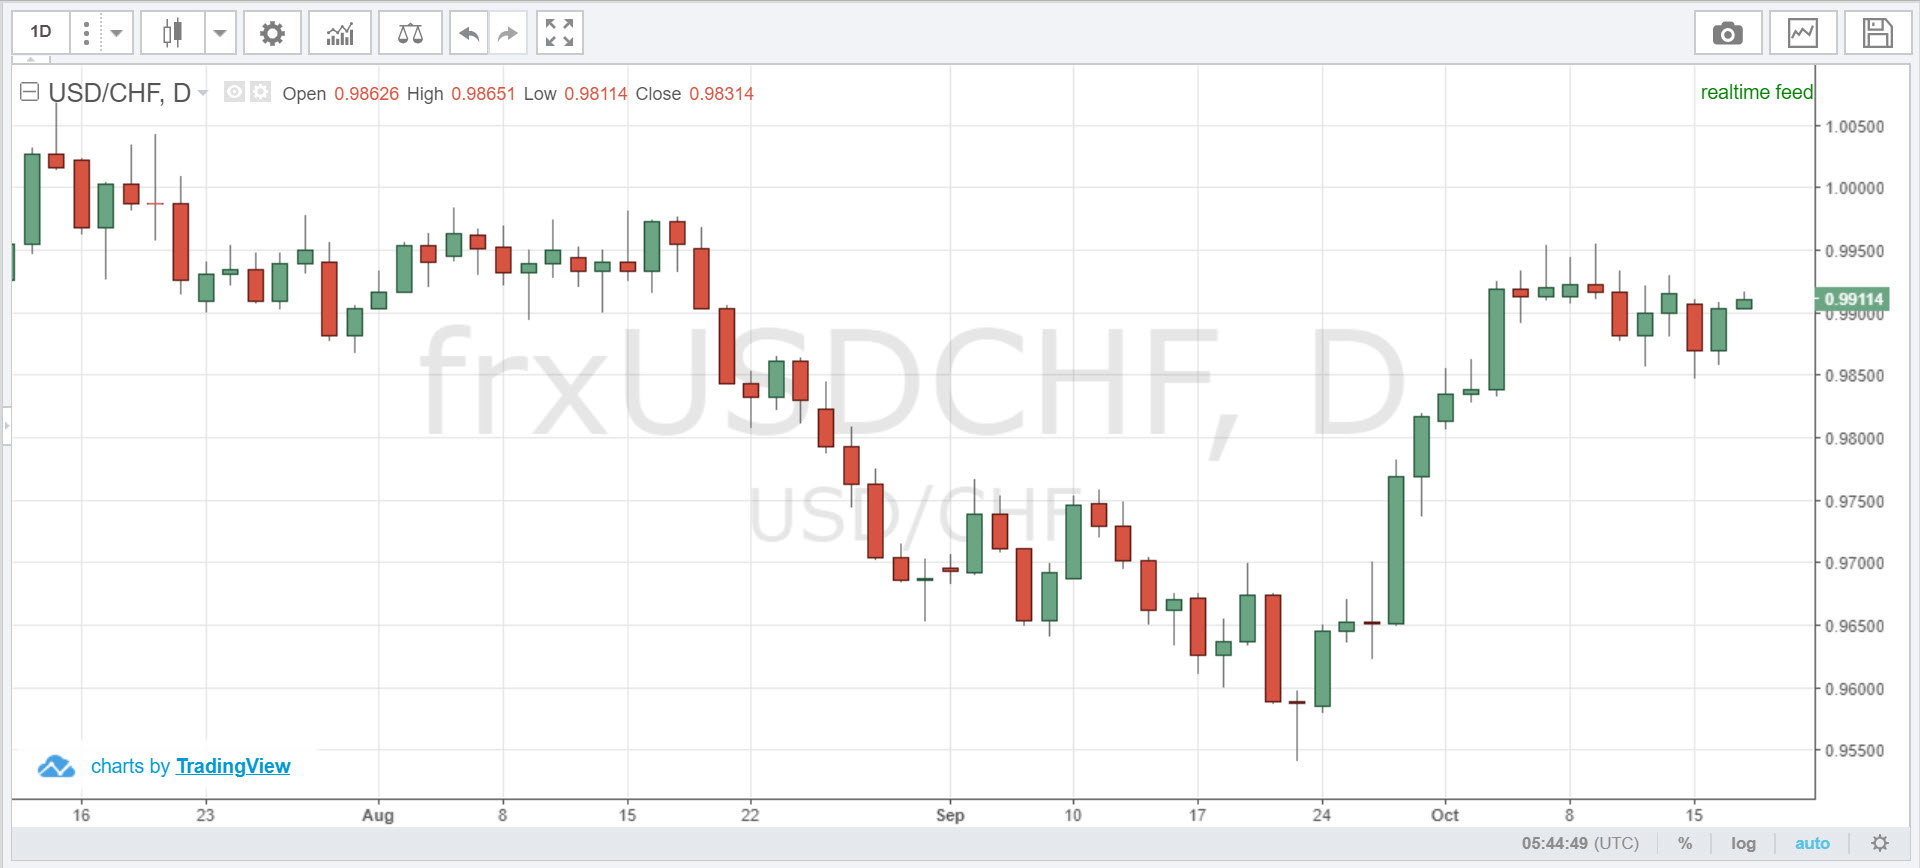 1D
USD/CHF, D Open 0.98626 High 0.98651 Low 0.98114 Close 0.98314
realtime feed
1.00500
1.00000
0.99500
0.99114
0.99000
0.98500
0.98000
0.97500
0.97000
0.96500
0.96000
0.95500
frxUSDCHF, D
USD/CHF
charts by TradingView
16 23 Aug 8 15 22 Sep 10 17 24 Oct 8 15
05:44:49 (UTC) % log auto